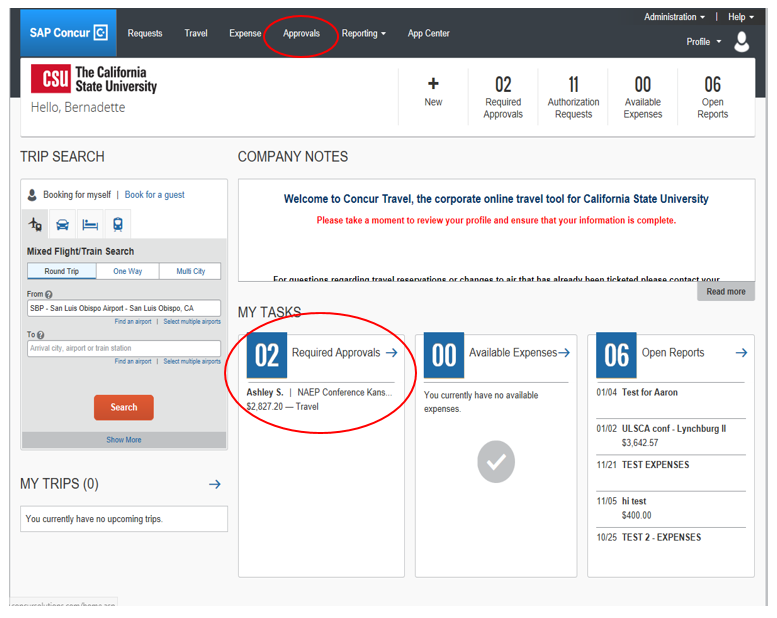 Administration | Help
SAP Concur C Requests Travel Expense Approvals Reporting App Center
Profile
CSU The California
State University
Hello, Bernadette
+
New
02
Required
Approvals
11
Authorization
Requests
00
Available
Expenses
06
Open
Reports
TRIP SEARCH
Booking for myself | Book for a guest
Mixed Flight/Train Search
Round Trip One Way Multi City
From ?
SBP - San Luis Obispo Airport - San Luis Obispo, CA
Find an airport | Select multiple airports
To ?
Arrival city, airport or train station
Find an airport | Select multiple airports
Search
Show More
MY TRIPS (0)
You currently have no upcoming trips.
COMPANY NOTES
Welcome to Concur Travel, the corporate online travel tool for California State University
Please take a moment to review your profile and ensure that your information is complete.
For questions regarding travel reservations or changes to air that has already been ticketed please contact your
Read more
MY TASKS
02 Required Approvals
Ashley S. | NAEP Conference Kans...
$2,827.20 — Travel
00 Available Expenses
You currently have no available
expenses.
06 Open Reports
01/04 Test for Aaron
01/02 ULSCA conf - Lynchburg II
$3,642.57
11/21 TEST EXPENSES
11/05 hi test
$400.00
10/25 TEST 2 - EXPENSES